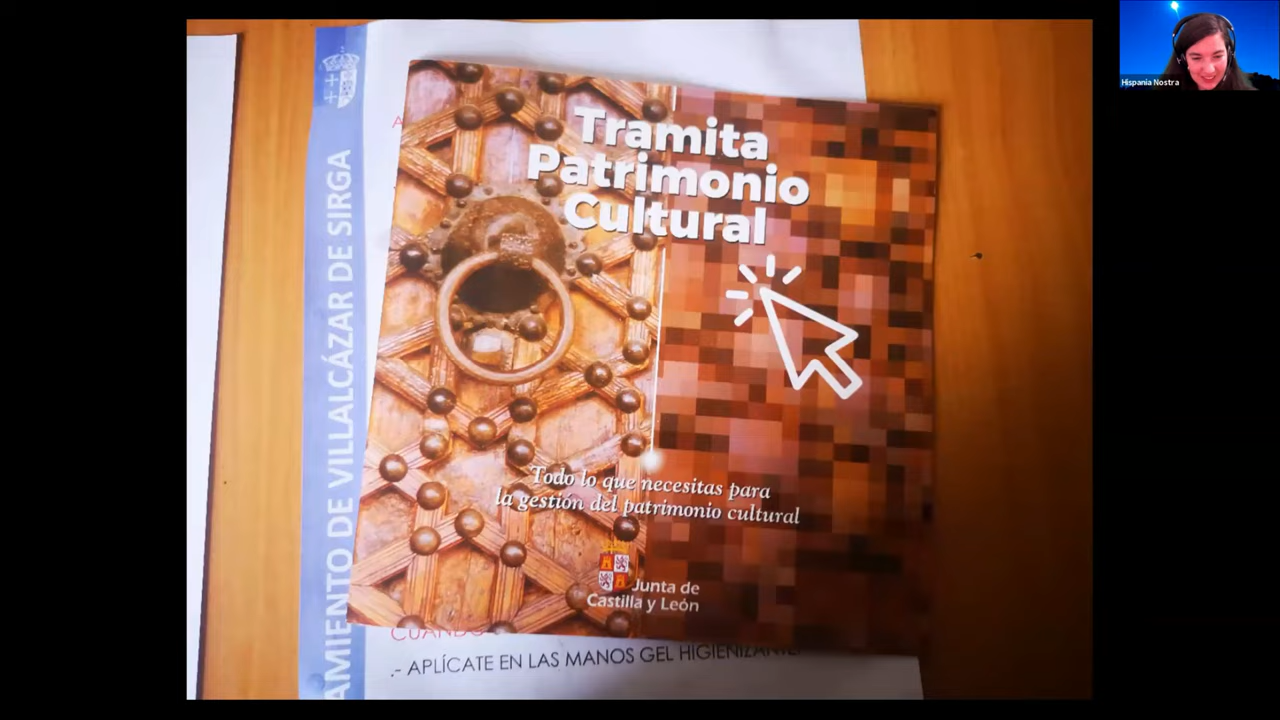 Tramita
Patrimonio
Cultural
Todo lo que necesitas para
la gestión del patrimonio cultural
Junta de
Castilla y León
AMIENTO DE VILLALCÁZAR DE SIRGA
A
CUANDO
.- APLÍCATE EN LAS MANOS GEL HIGIENIZANTE
Hispania Nostra